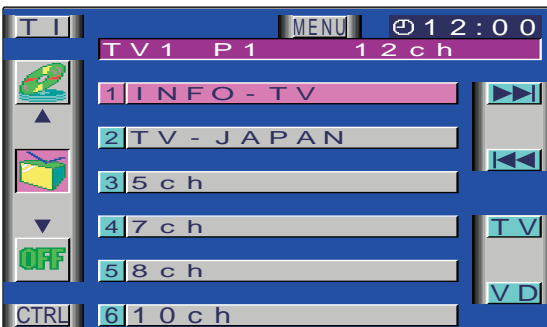 TI MENU 12:00
TV1 P1 12ch
1 INFO-TV
2 TV-JAPAN
3 5ch
4 7ch TV
OFF
5 8ch
VD
CTRL 6 10ch